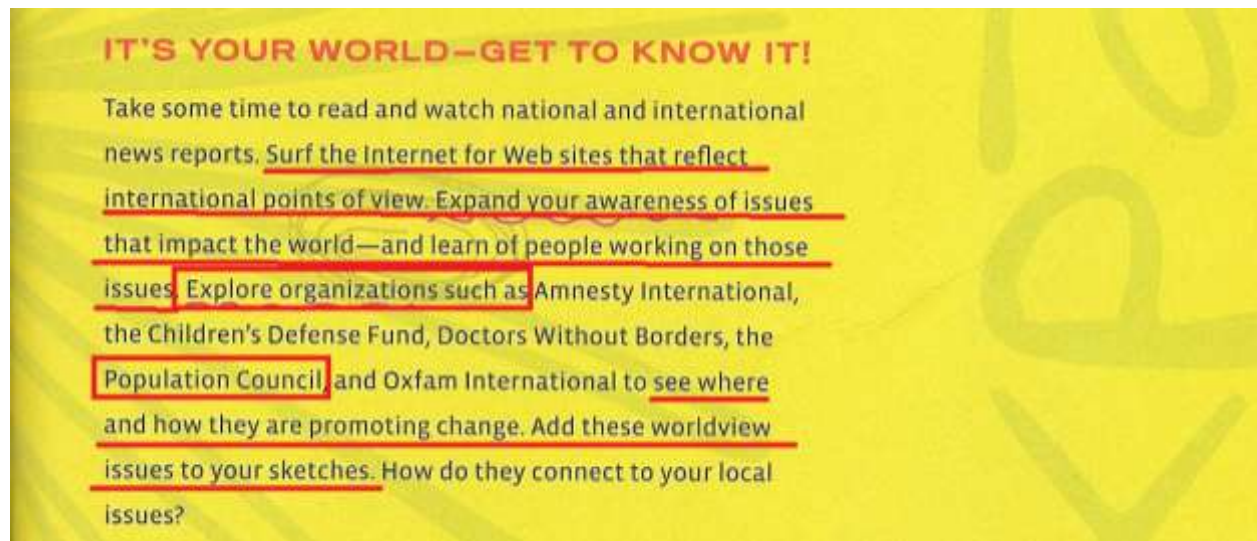 IT'S YOUR WORLD—GET TO KNOW IT!
Take some time to read and watch national and international
news reports. Surf the Internet for Web sites that reflect
international points of view. Expand your awareness of issues
that impact the world—and learn of people working on those
issues. Explore organizations such as Amnesty International,
the Children's Defense Fund, Doctors Without Borders, the
Population Council, and Oxfam International to see where
and how they are promoting change. Add these worldview
issues to your sketches. How do they connect to your local
issues?